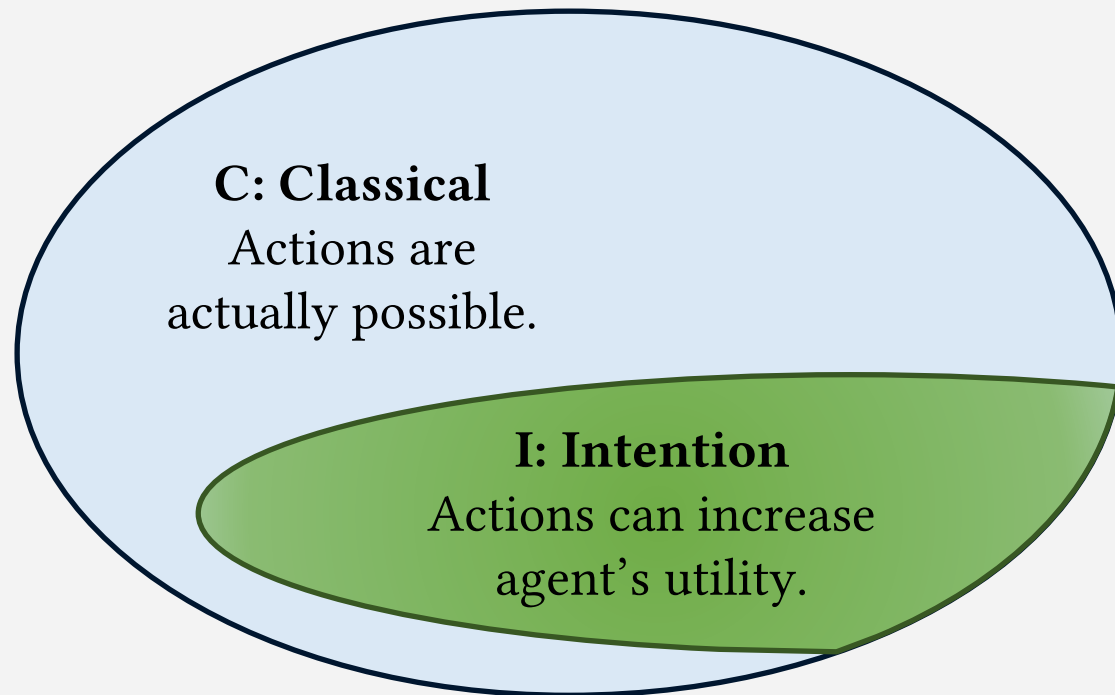 C: Classical
Actions are
actually possible.
I: Intention
Actions can increase
agent’s utility.